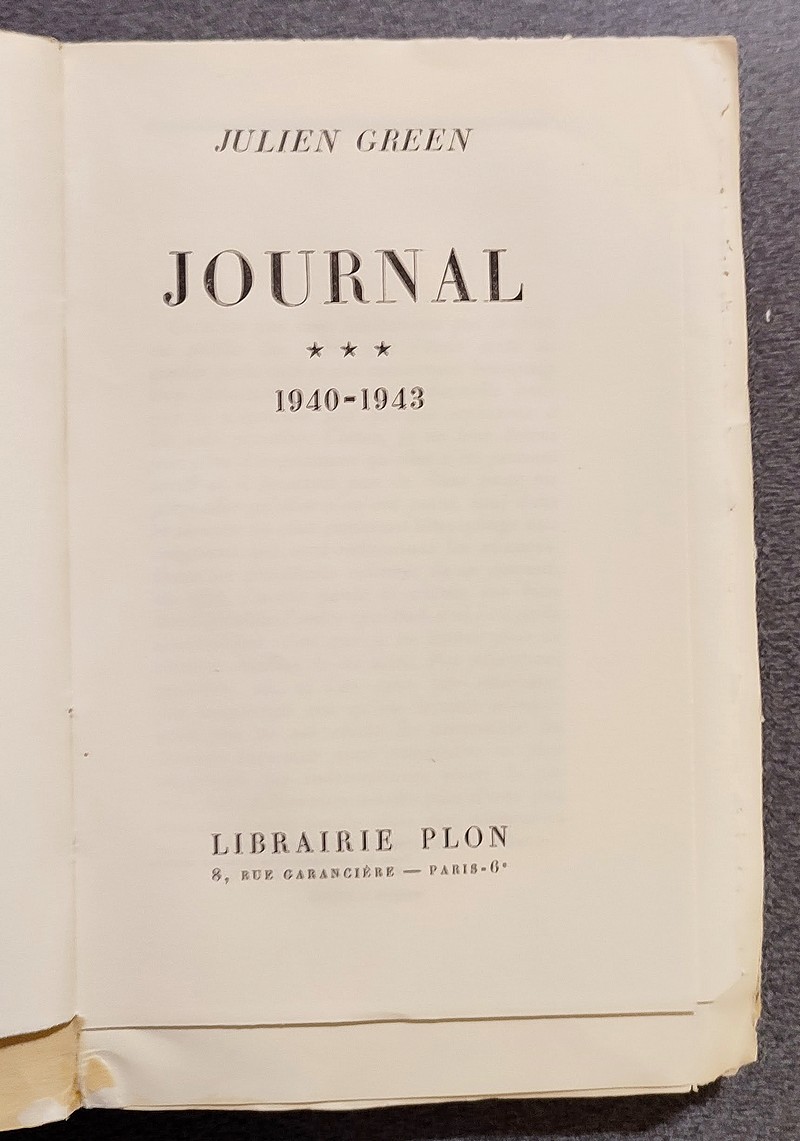 JULIEN GREEN
JOURNAL
★ ★ ★
1940-1943
LIBRAIRIE PLON
8, RUE GARANCIÈRE — PARIS-6ᵉ